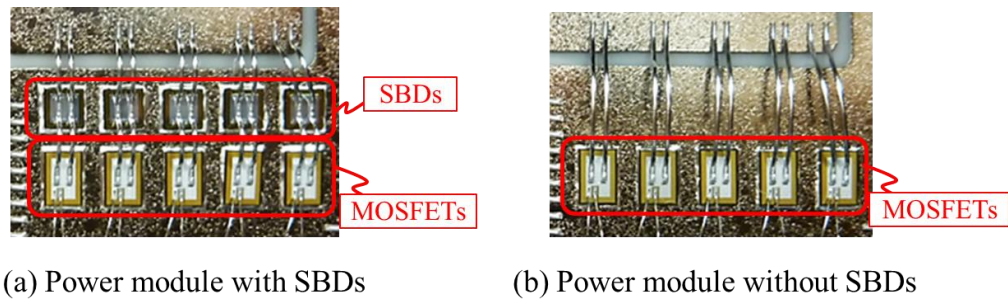 SBDs
MOSFETs
MOSFETs
(a) Power module with SBDs
(b) Power module without SBDs